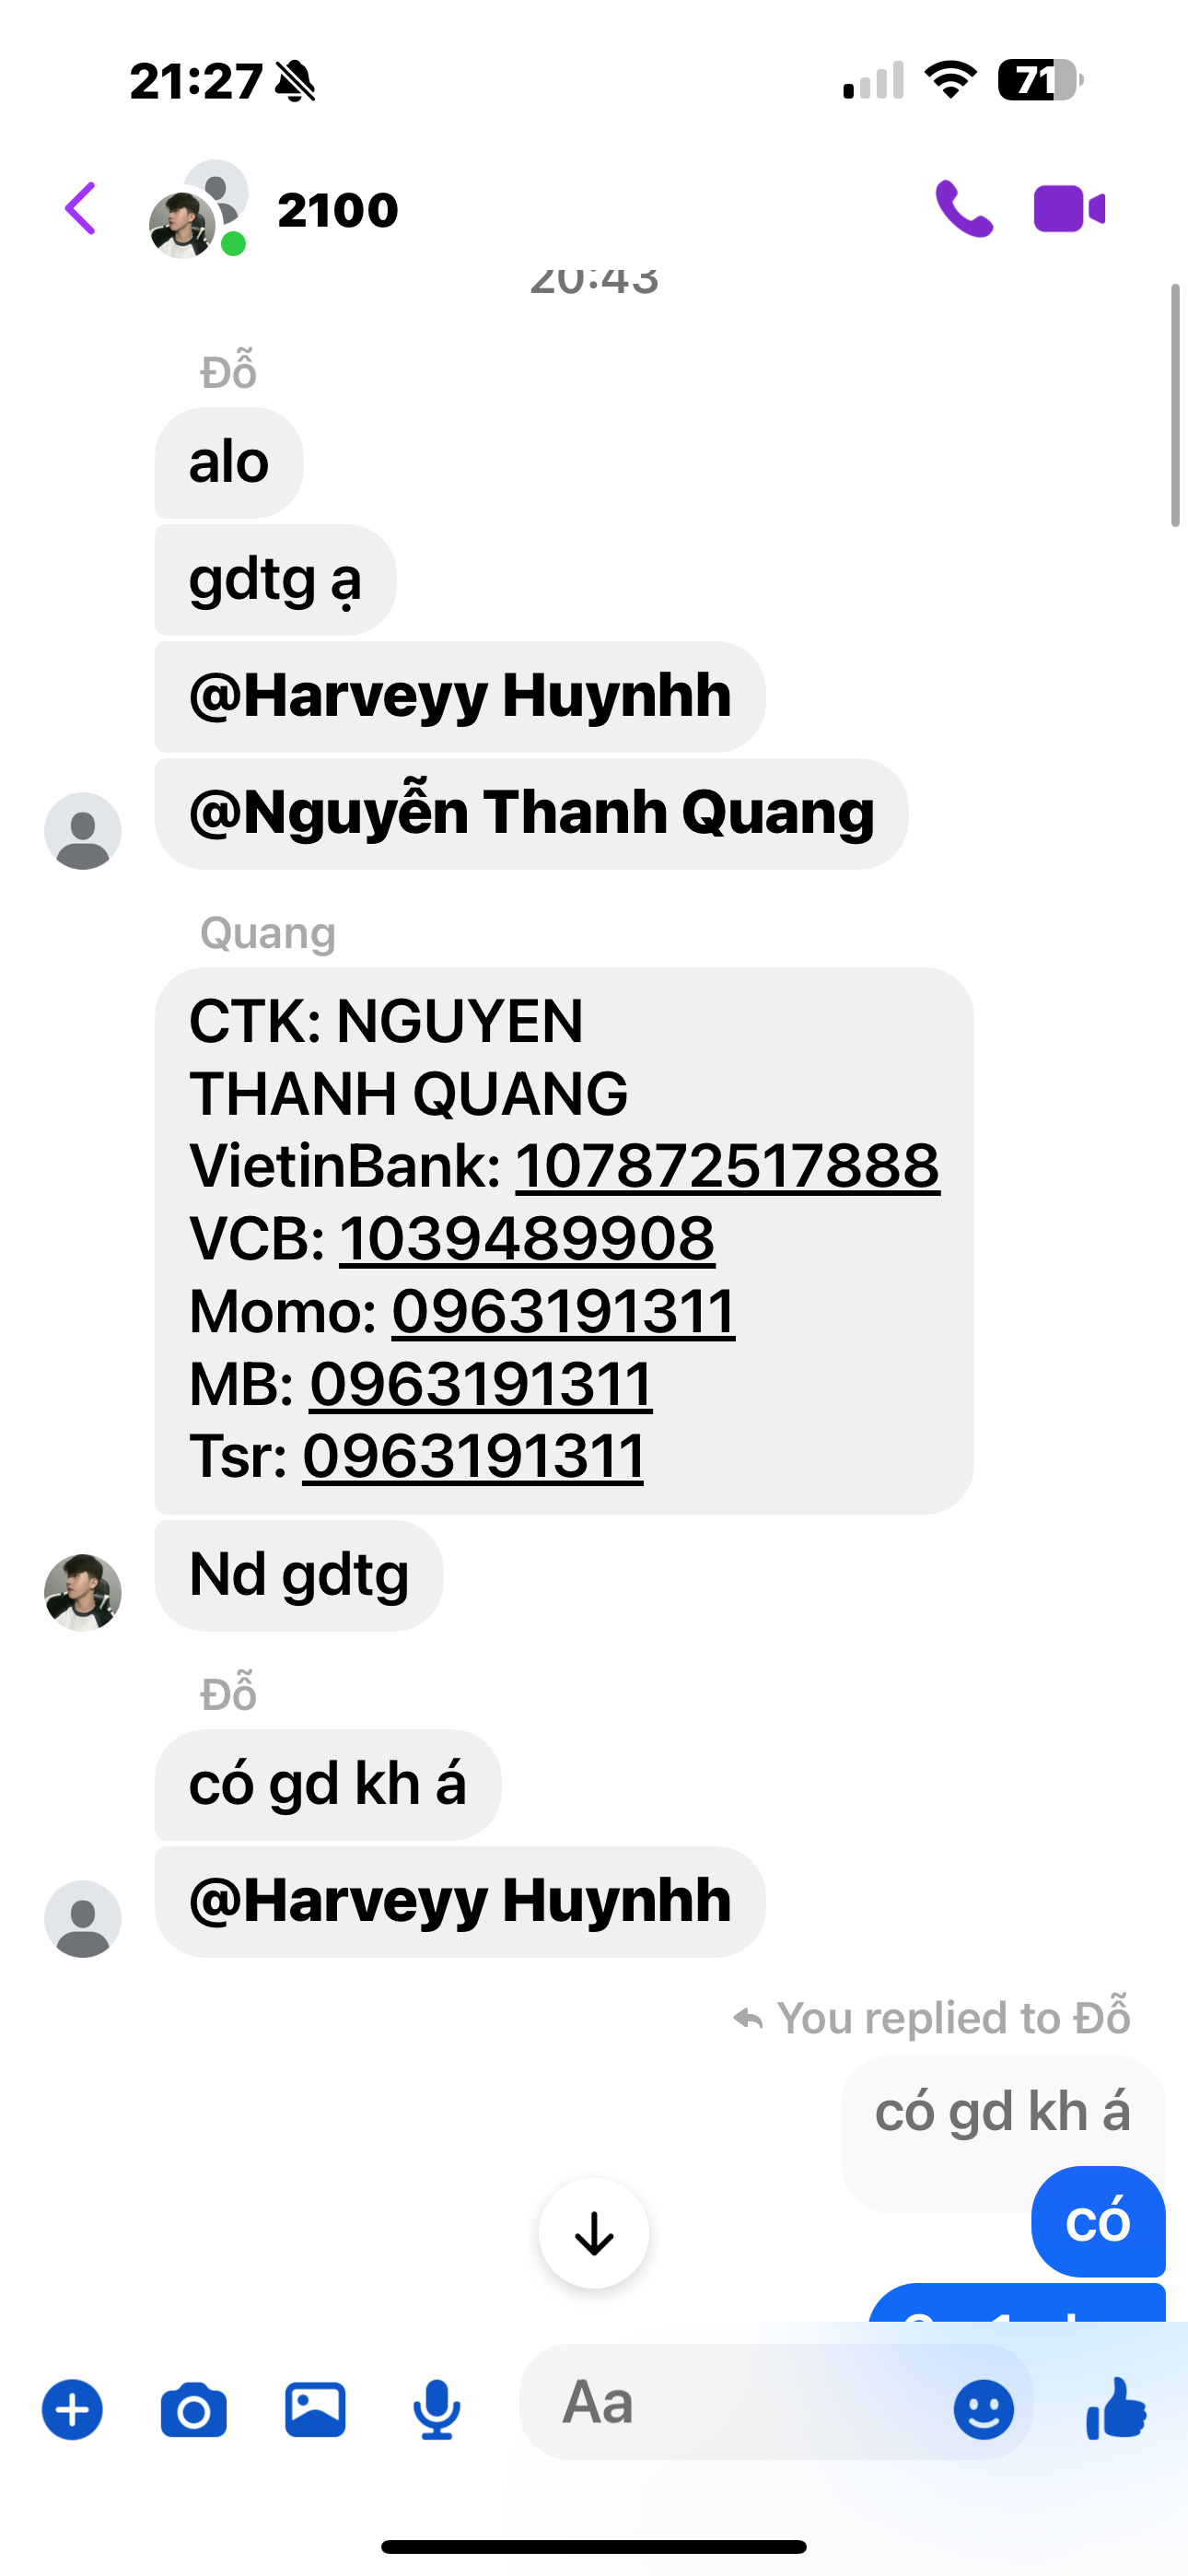 21:27
71
2100
20:43
Đỗ
alo
gdtg ạ
@Harveyy Huynhh
@Nguyễn Thanh Quang
Quang
CTK: NGUYEN
THANH QUANG
VietinBank: 107872517888
VCB: 1039489908
Momo: 0963191311
MB: 0963191311
Tsr: 0963191311
Nd gdtg
Đỗ
có gd kh á
@Harveyy Huynhh
You replied to Đỗ
có gd kh á
có
Aa